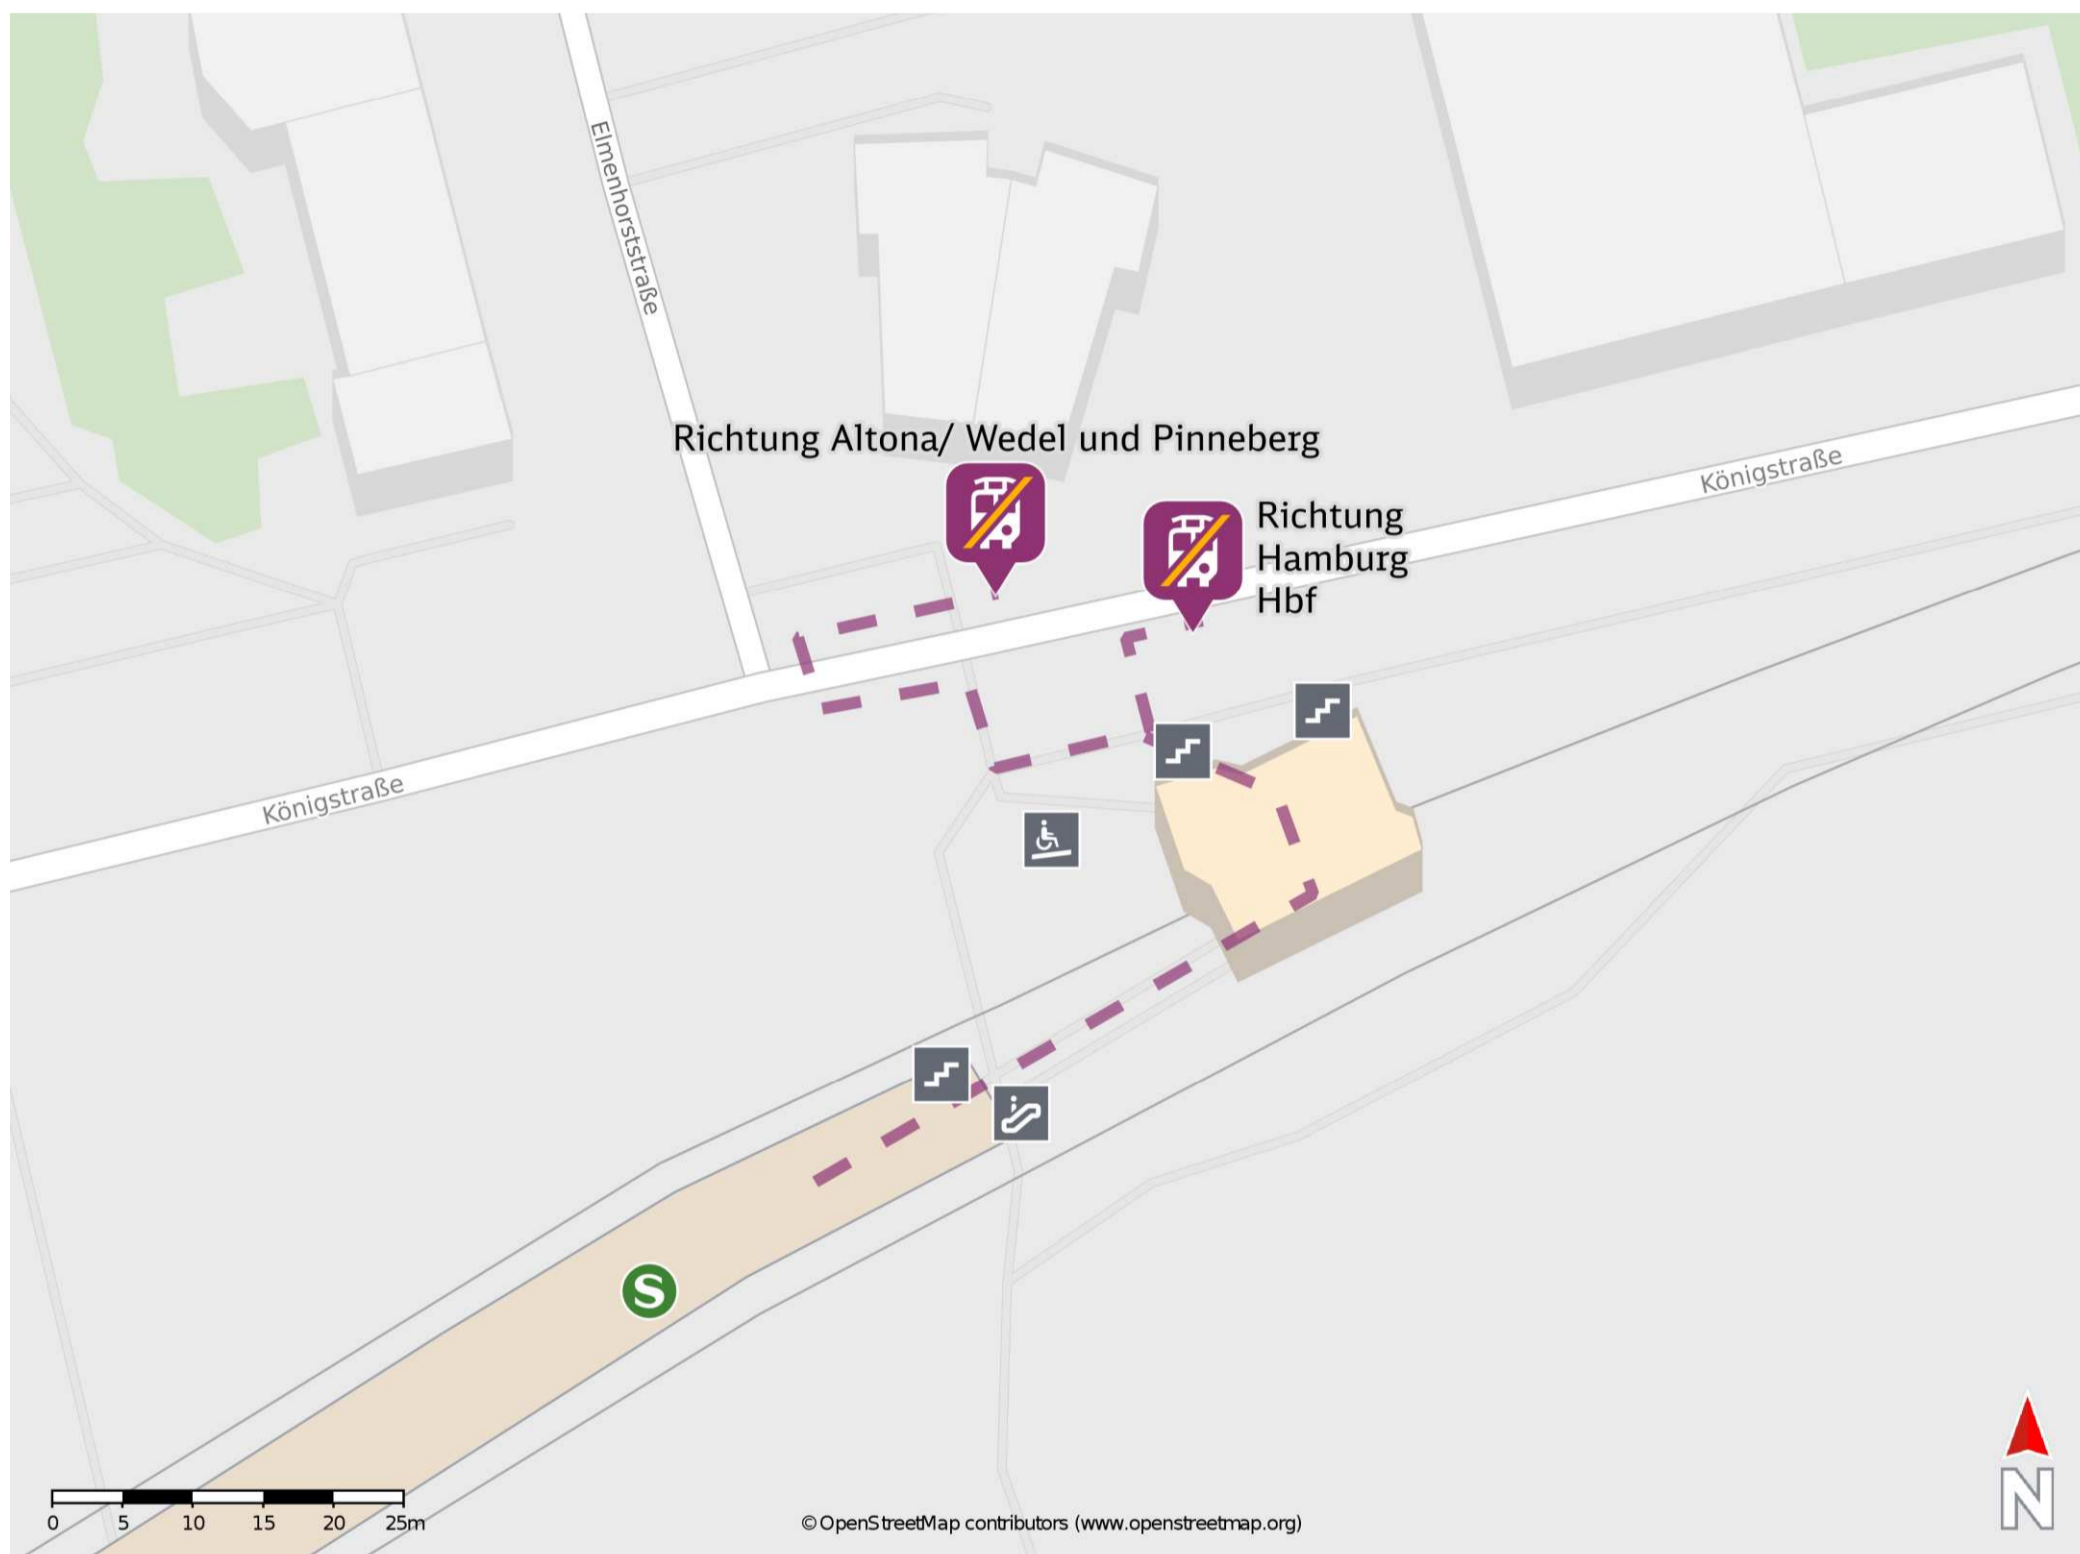 Elmenhorststraße
Richtung Altona/ Wedel und Pinneberg
Königstraße
Richtung
Hamburg
Hbf
Königstraße
S
0 5 10 15 20 25m
© OpenStreetMap contributors (www.openstreetmap.org)
N